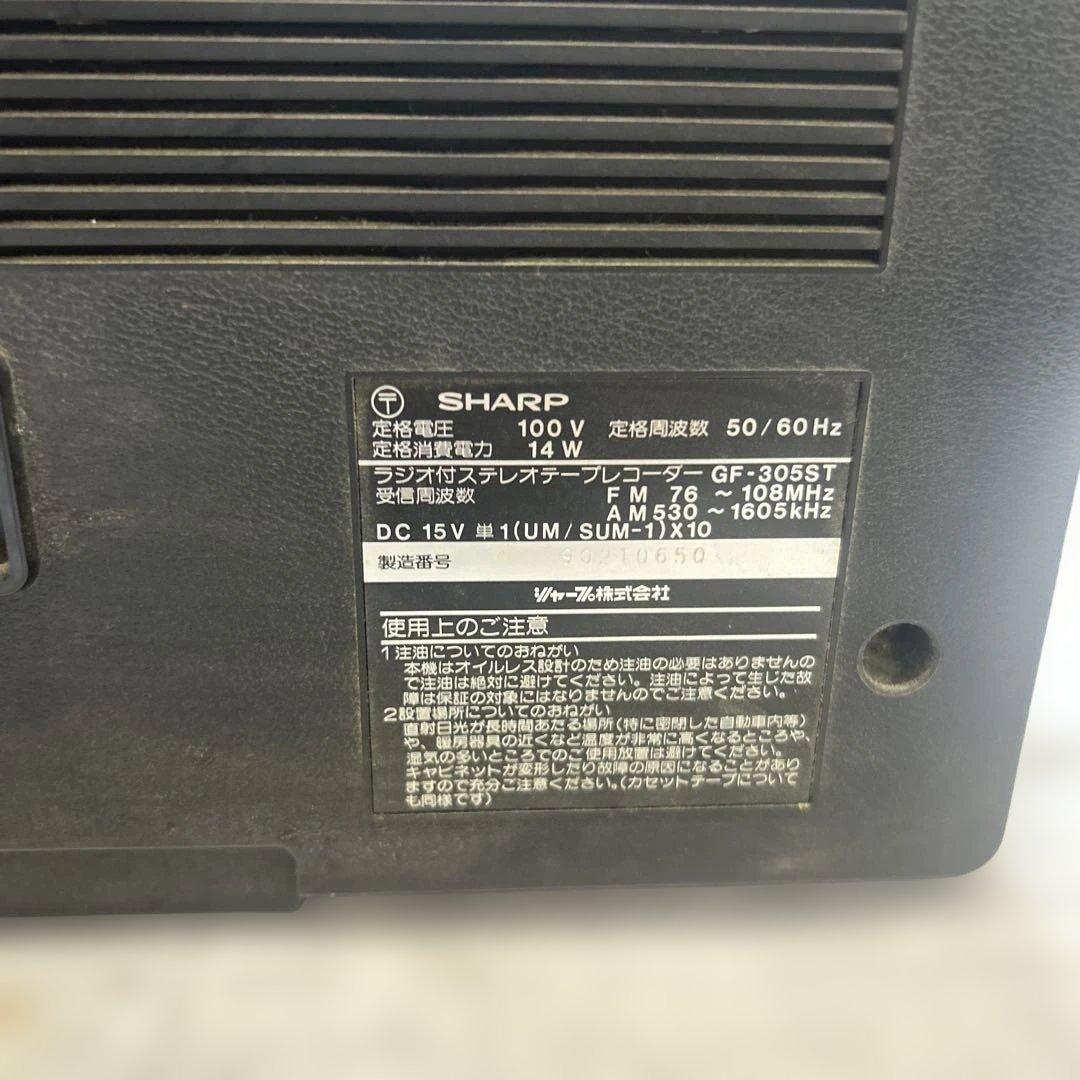 〒 SHARP
定格電圧 100V 定格周波数 50/60Hz
定格消費電力 14W
ラジオ付ステレオテープレコーダー GF-305ST
受信周波数 FM 76 ～108MHz
AM530～1605kHz
DC 15V 単1(UM/SUM-1)X10
製造番号 90210650
シャープ株式会社
使用上のご注意
1注油についてのおねがい
本機はオイルレス設計のため注油の必要はありませんの
で注油は絶対に避けてください。注油によって生じた故
障は保証の対象にはなりませんのでご注意ください。
2設置場所についてのおねがい
直射日光が長時間あたる場所(特に密閉した自動車内等)
や、暖房器具の近くなど温度が非常に高くなるところや、
湿気の多いところでのご使用放置は避けてください。
キャビネットが変形したり故障の原因になることがあり
ますので充分ご注意ください。(カセットテープについて
も同様です)